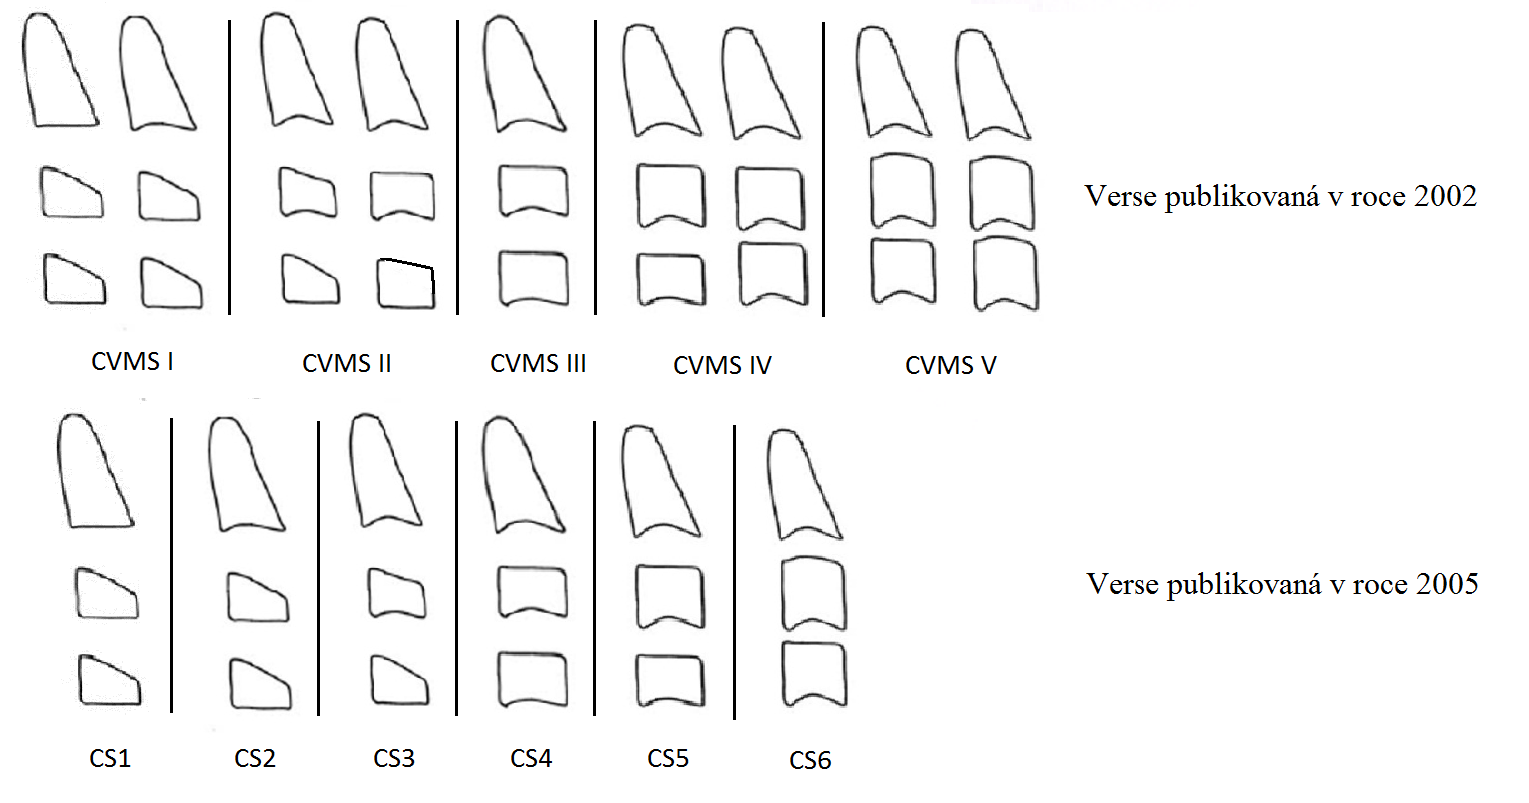 Verse publikovaná v roce 2002
CVMS I
CVMS II
CVMS III
CVMS IV
CVMS V
Verse publikovaná v roce 2005
CS1
CS2
CS3
CS4
CS5
CS6